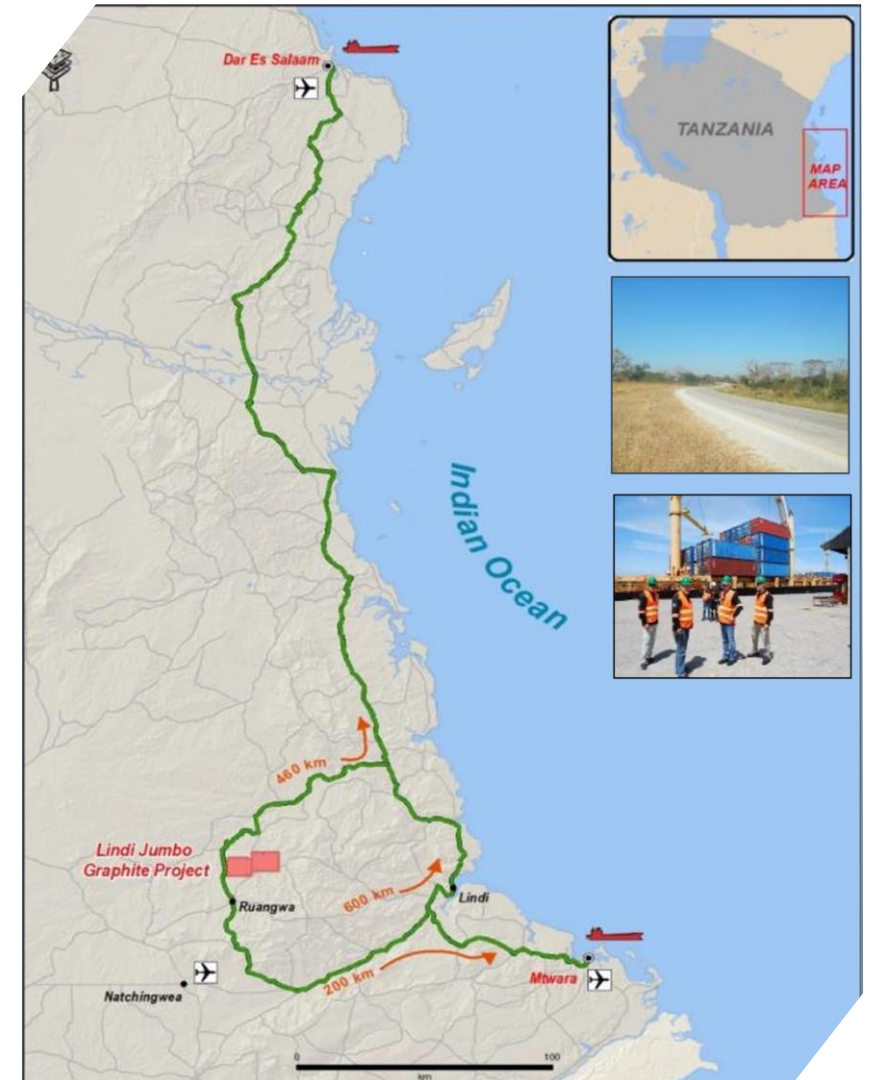 Dar Es Salaam
TANZANIA
MAP
AREA
Indian Ocean
460 km
Lindi Jumbo
Graphite Project
Ruangwa
600 km
Lindi
200 km
Mtwara
Natchingwea
0
100
km